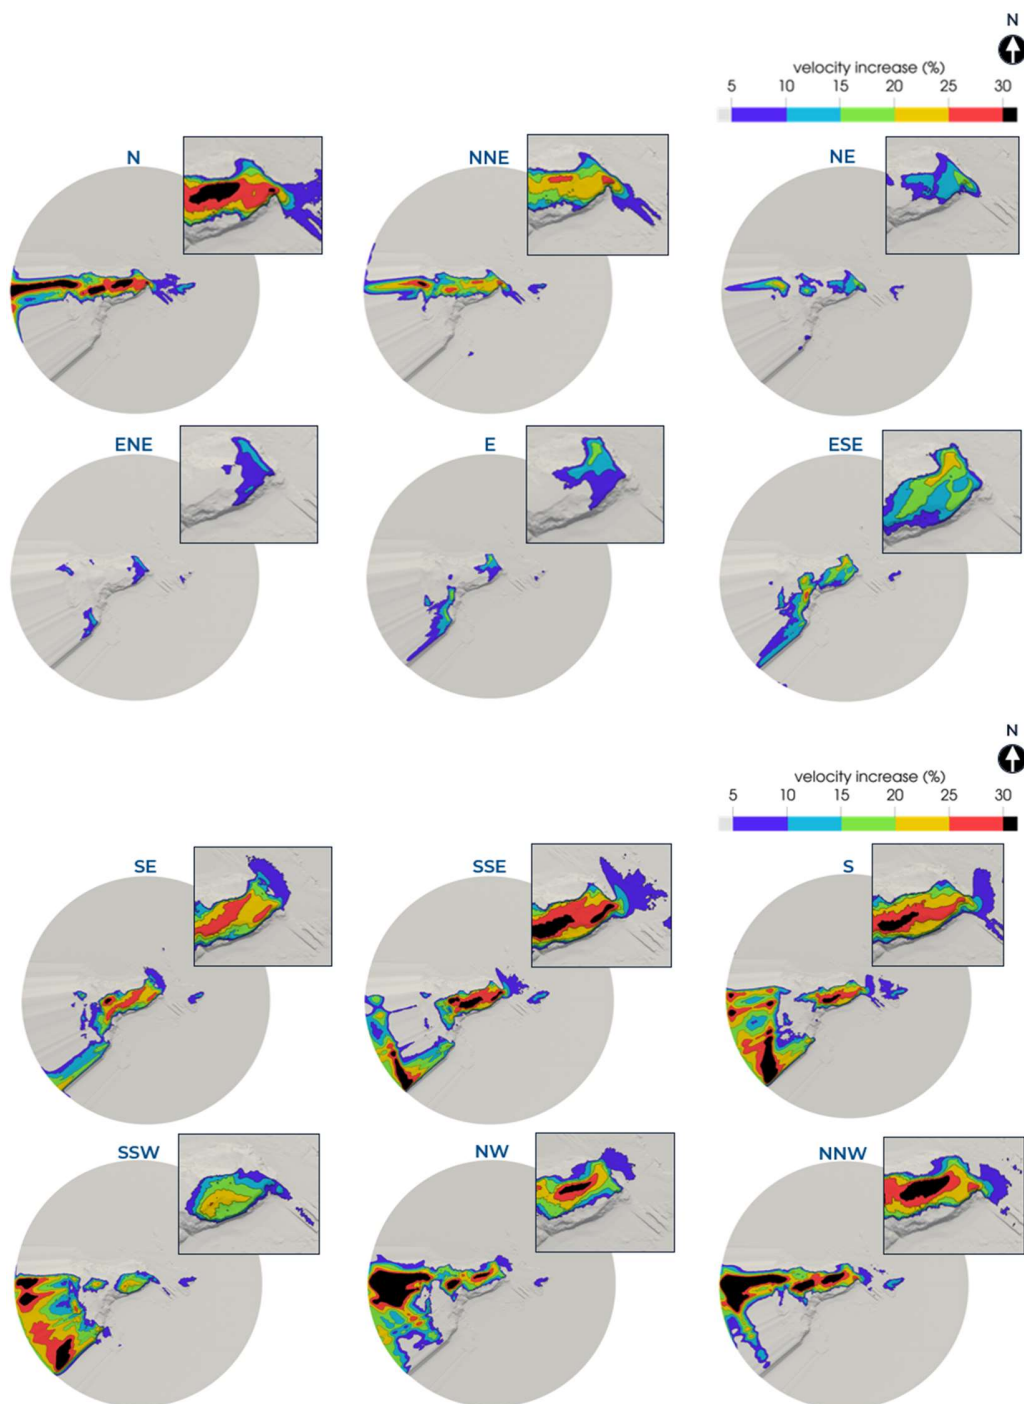 N
velocity increase (%)
5 10 15 20 25 30
N NNE NE
ENE E ESE
N
velocity increase (%)
5 10 15 20 25 30
SE SSE S
SSW NW NNW